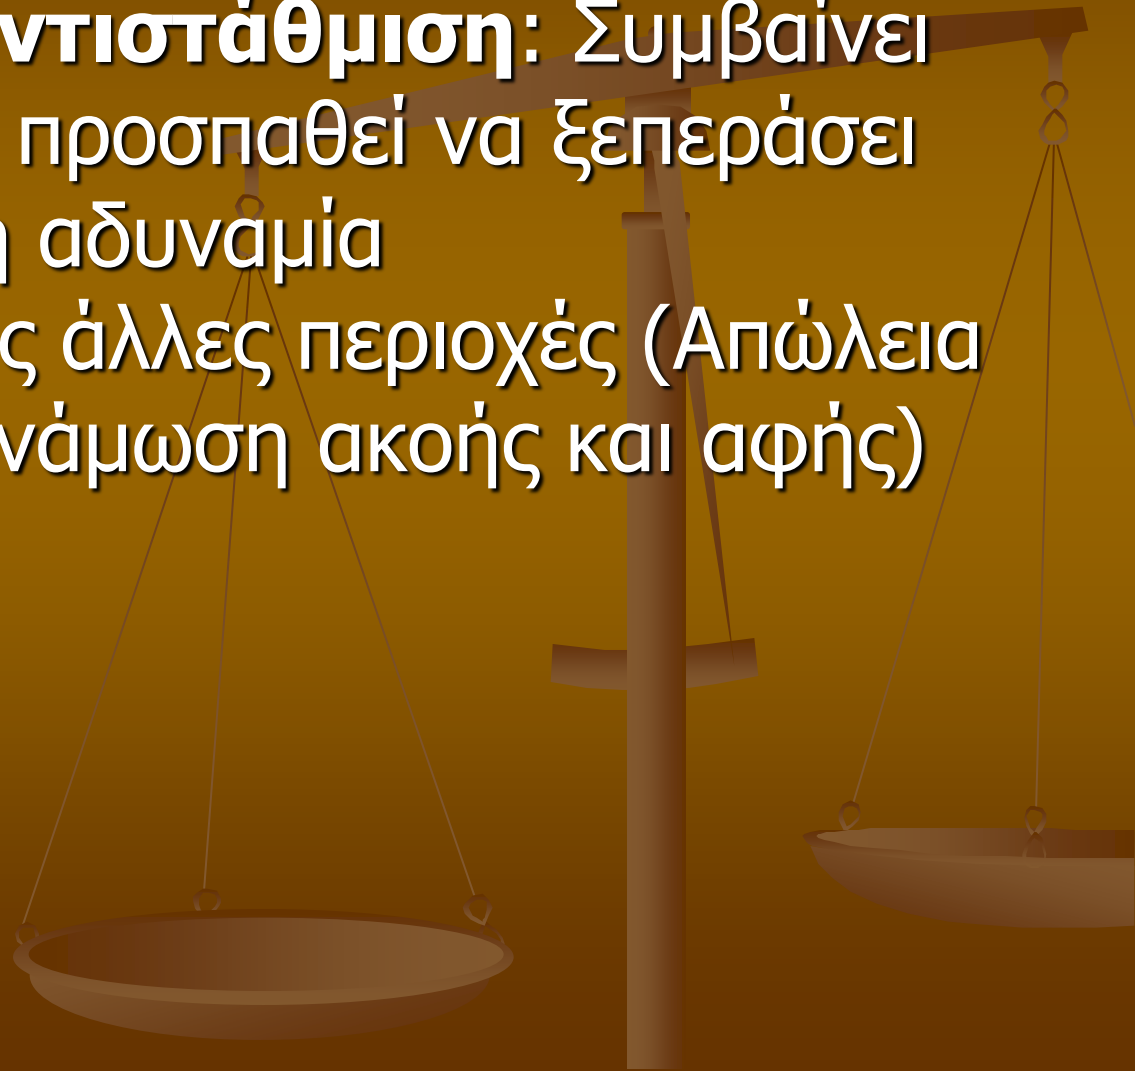 ντιστάθμιση: Συμβαίνει
προσπαθεί να ξεπεράσει
η αδυναμία
ς άλλες περιοχές (Απώλεια
νάμωση ακοής και αφής)